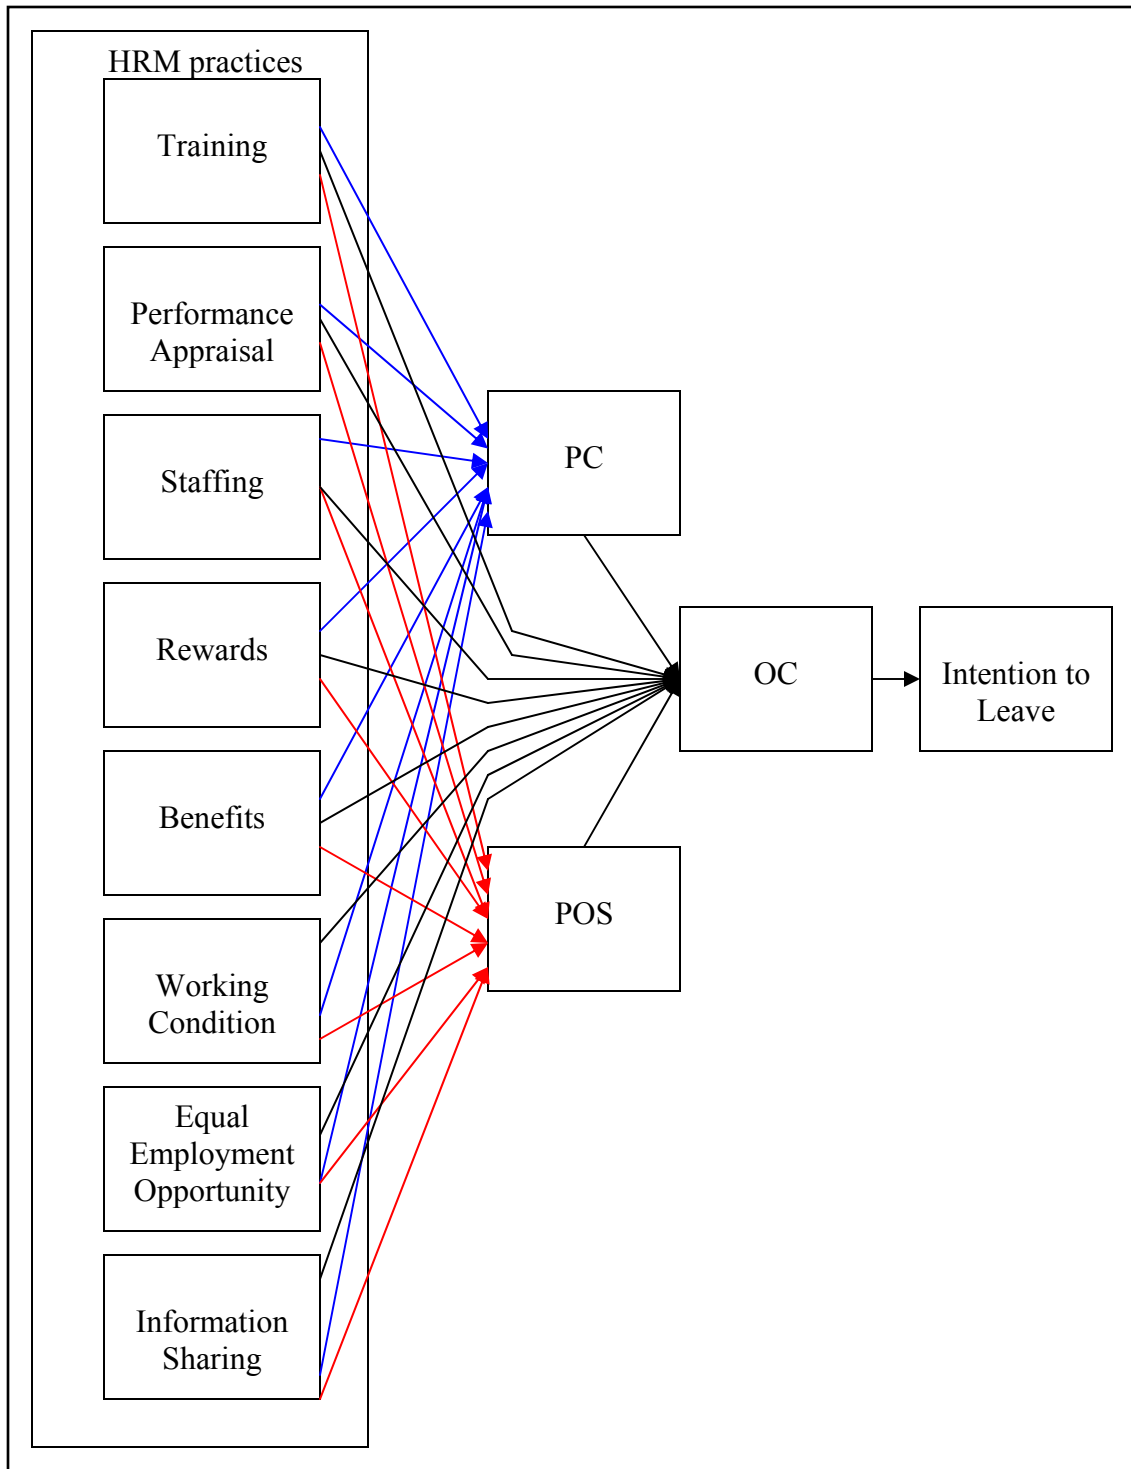 HRM practices
Training
Performance
Appraisal
Staffing
Rewards
Benefits
Working
Condition
Equal
Employment
Opportunity
Information
Sharing
PC
POS
OC
Intention to
Leave